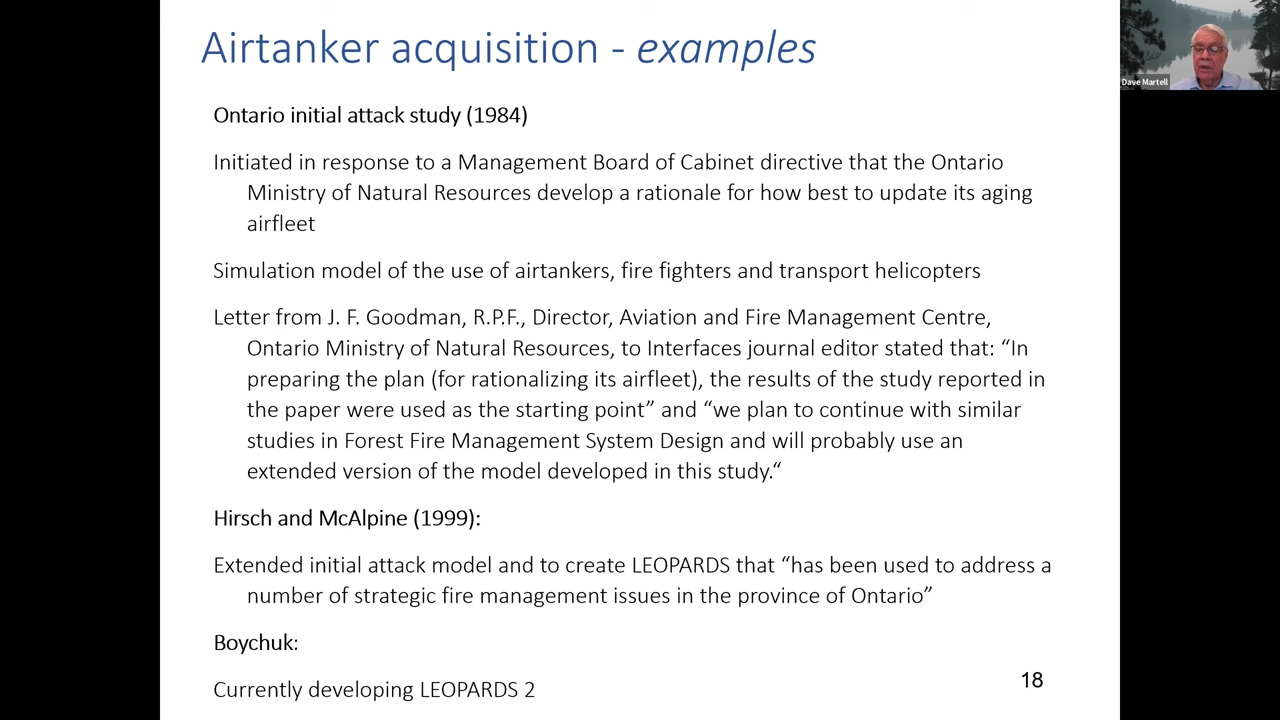 Airtanker acquisition - examples
Dave Martell
Ontario initial attack study (1984)
Initiated in response to a Management Board of Cabinet directive that the Ontario
Ministry of Natural Resources develop a rationale for how best to update its aging
airfleet
Simulation model of the use of airtankers, fire fighters and transport helicopters
Letter from J. F. Goodman, R.P.F., Director, Aviation and Fire Management Centre,
Ontario Ministry of Natural Resources, to Interfaces journal editor stated that: “In
preparing the plan (for rationalizing its airfleet), the results of the study reported in
the paper were used as the starting point” and “we plan to continue with similar
studies in Forest Fire Management System Design and will probably use an
extended version of the model developed in this study.“
Hirsch and McAlpine (1999):
Extended initial attack model and to create LEOPARDS that “has been used to address a
number of strategic fire management issues in the province of Ontario”
Boychuk:
Currently developing LEOPARDS 2
18